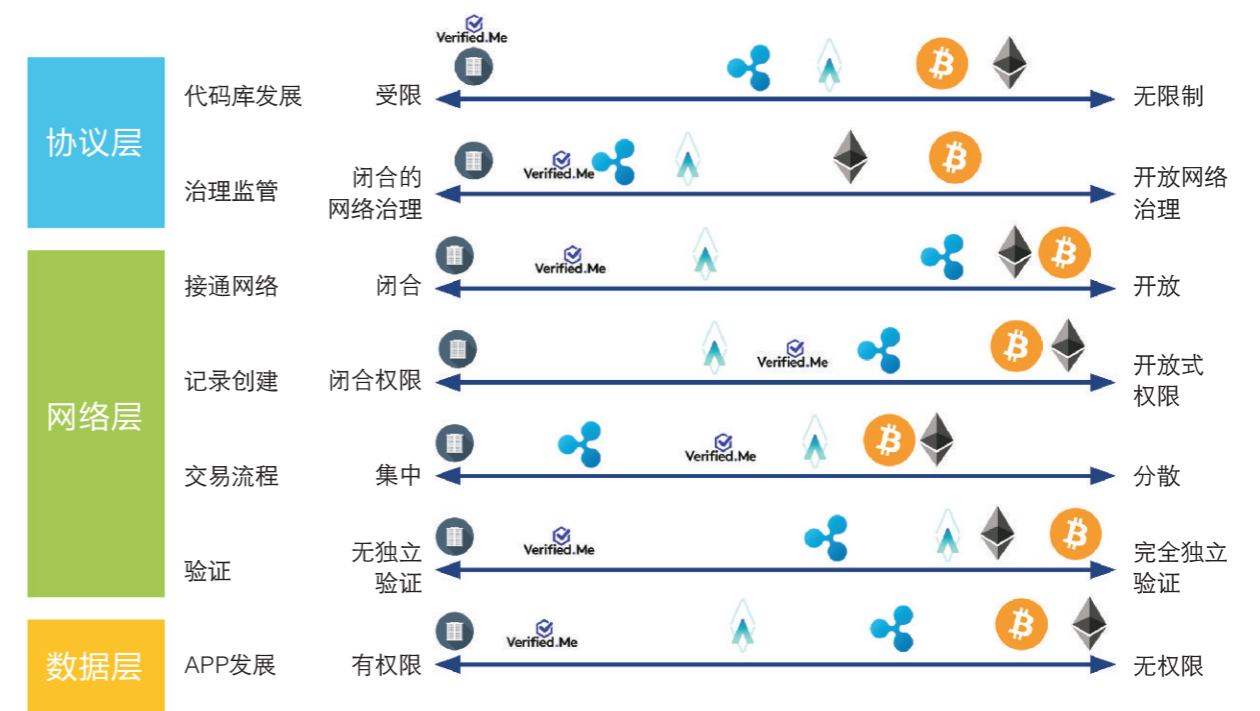 Verified.Me
协议层
代码库发展
受限
无限制
Verified.Me
治理监管
闭合的
网络治理
开放网络
治理
网络层
Verified.Me
接通网络
闭合
开放
Verified.Me
记录创建
闭合权限
开放式
权限
Verified.Me
交易流程
集中
分散
Verified.Me
验证
无独立
验证
完全独立
验证
数据层
Verified.Me
APP发展
有权限
无权限